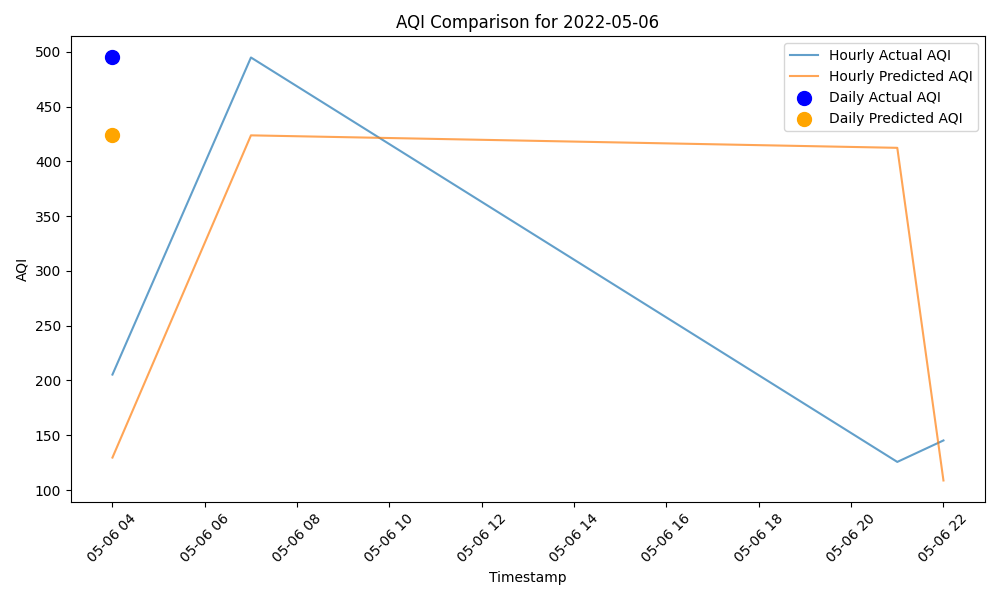 AQI Comparison for 2022-05-06
Hourly Actual AQI
Hourly Predicted AQI
Daily Actual AQI
Daily Predicted AQI
AQI
500
450
400
350
300
250
200
150
100
05-06 04
05-06 06
05-06 08
05-06 10
05-06 12
05-06 14
05-06 16
05-06 18
05-06 20
05-06 22
Timestamp